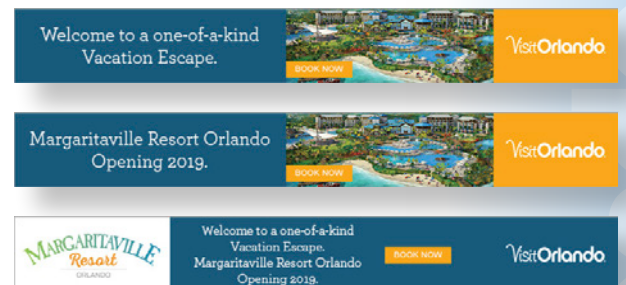 Welcome to a one-of-a-kind
Vacation Escape.
BOOK NOW
VisitOrlando
Margaritaville Resort Orlando
Opening 2019.
BOOK NOW
VisitOrlando
MARGARITAVILLE
Resort
ORLANDO
Welcome to a one-of-a-kind
Vacation Escape.
Margaritaville Resort Orlando
Opening 2019.
BOOK NOW
VisitOrlando